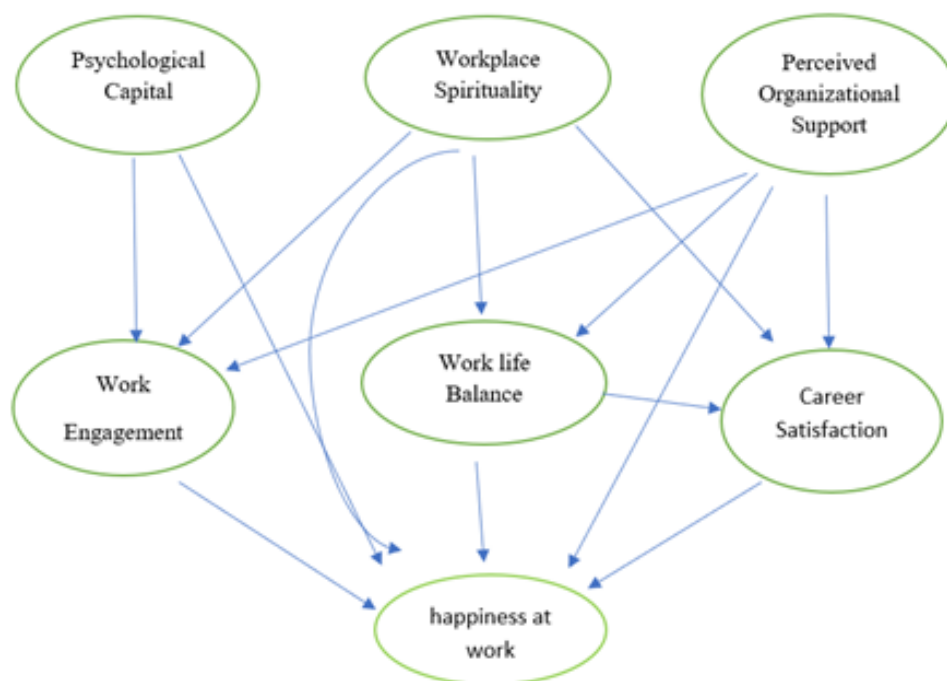 Psychological
Capital
Workplace
Spirituality
Perceived
Organizational
Support
Work
Engagement
Work life
Balance
Career
Satisfaction
happiness at
work